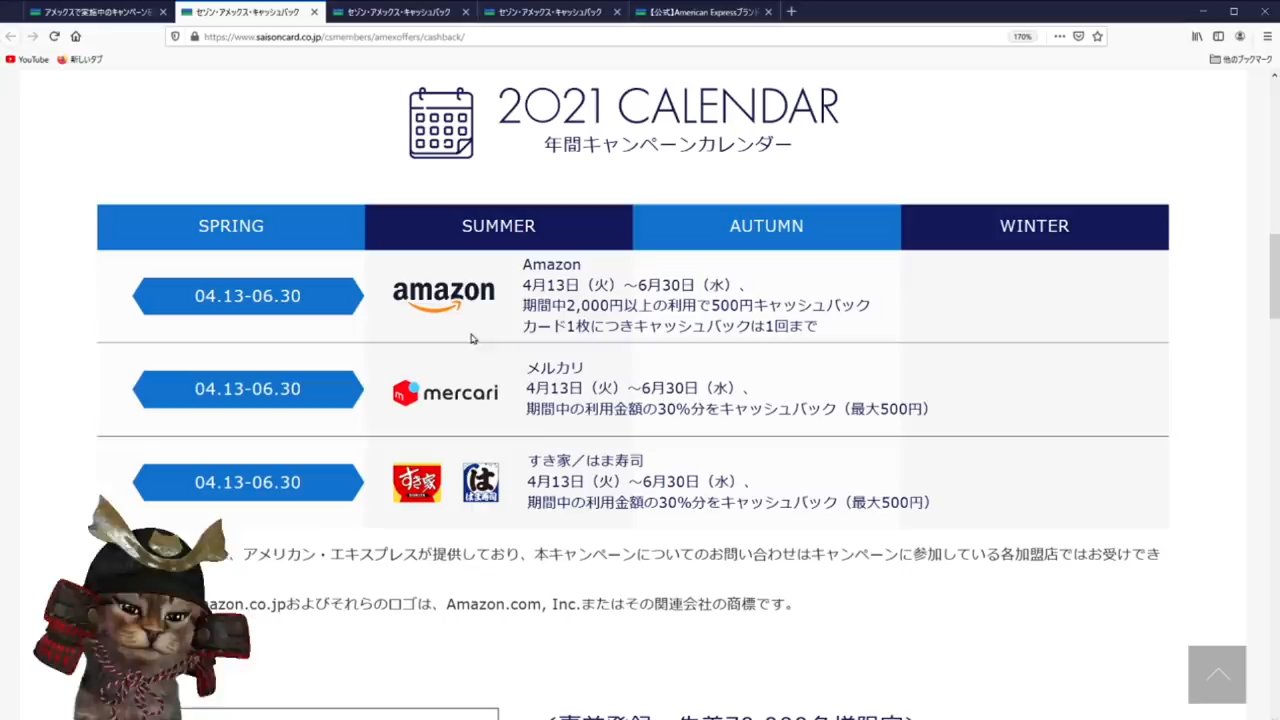 アメックスで実施中のキャンペーン
セゾン・アメックス・キャッシュバック
セゾン・アメックス・キャッシュバック
セゾン・アメックス・キャッシュバック
【公式】American Expressブランド
https://www.saisoncard.co.jp/csmembers/amexoffers/cashback/
170%
YouTube
新しいタブ
他のブックマーク
2021 CALENDAR
年間キャンペーンカレンダー
SPRING
SUMMER
AUTUMN
WINTER
04.13-06.30
amazon
Amazon
4月13日（火）～6月30日（水）、
期間中2,000円以上の利用で500円キャッシュバック
カード1枚につきキャッシュバックは1回まで
04.13-06.30
mercari
メルカリ
4月13日（火）～6月30日（水）、
期間中の利用金額の30%分をキャッシュバック（最大500円）
04.13-06.30
すき家
は
はま寿司
すき家／はま寿司
4月13日（火）～6月30日（水）、
期間中の利用金額の30%分をキャッシュバック（最大500円）
、アメリカン・エキスプレスが提供しており、本キャンペーンについてのお問い合わせはキャンペーンに参加している各加盟店ではお受けでき
azon.co.jpおよびそれらのロゴは、Amazon.com, Inc.またはその関連会社の商標です。